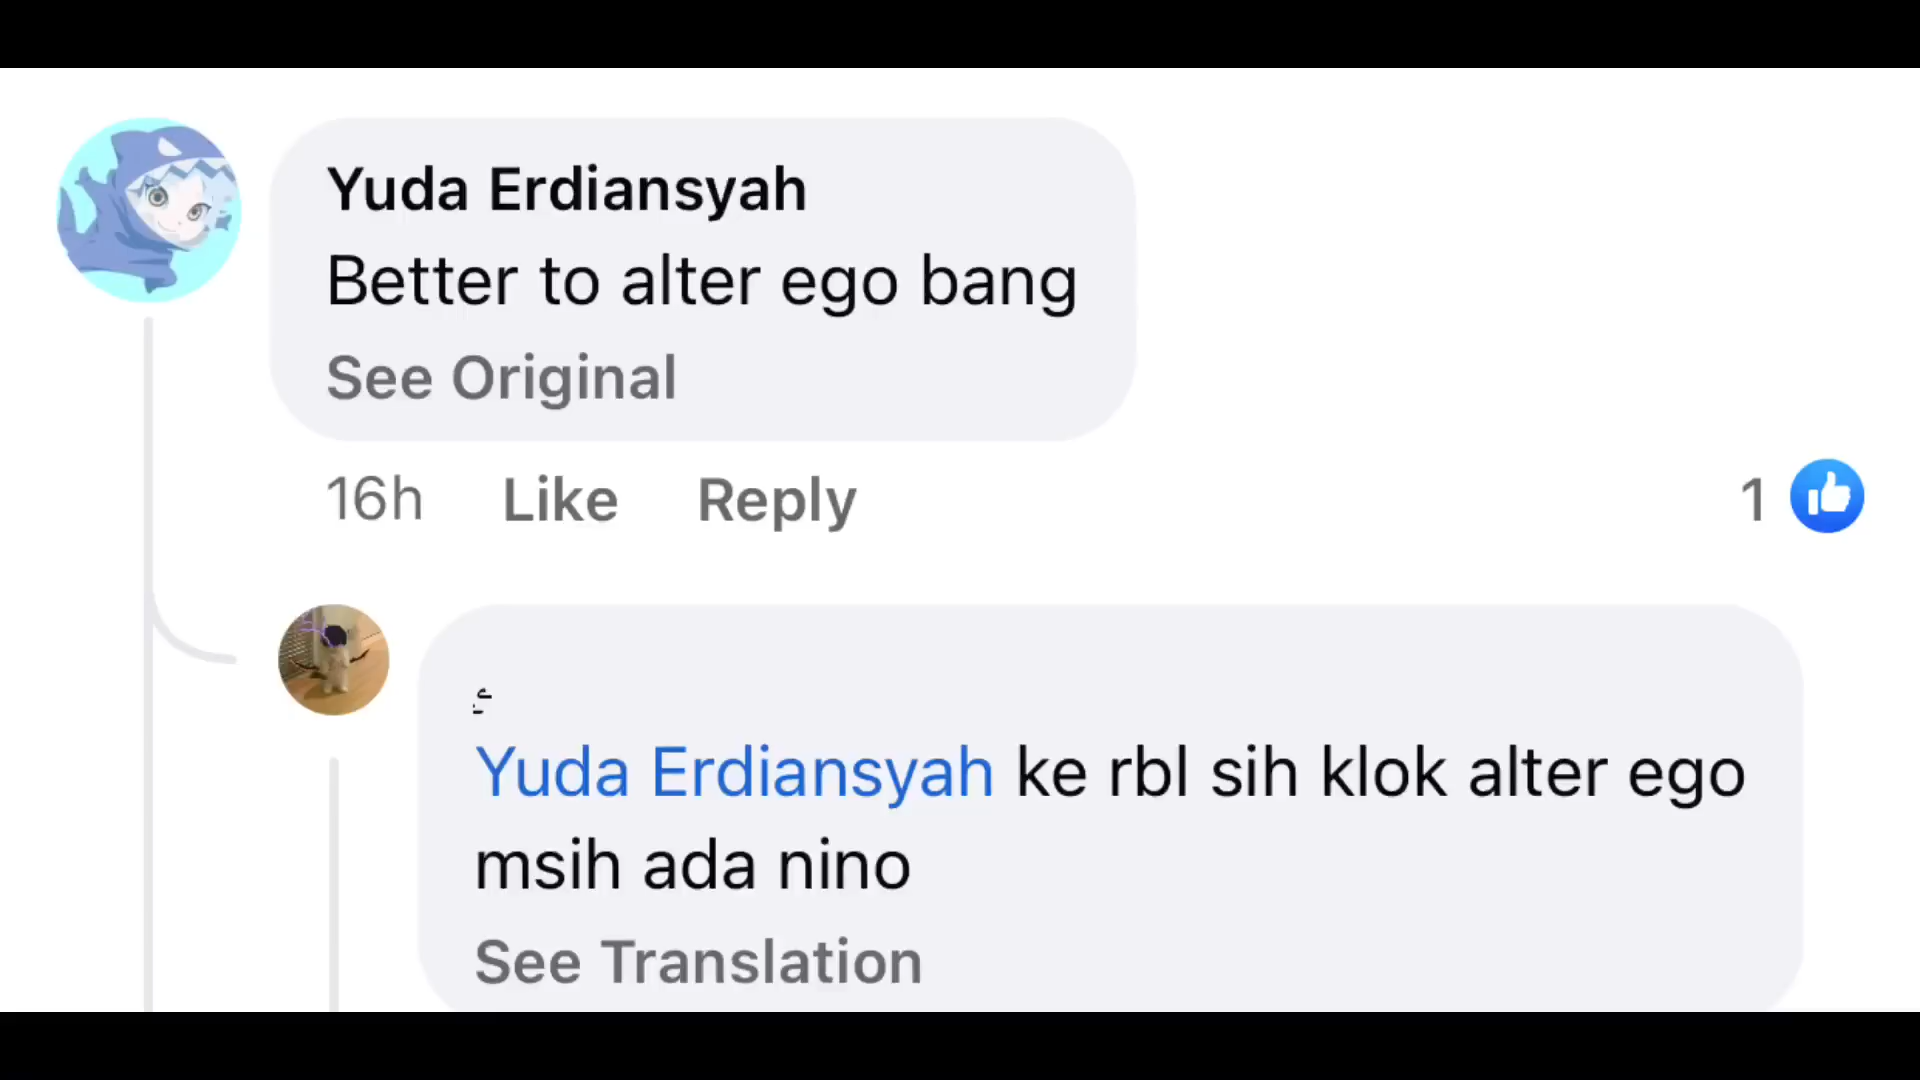 Yuda Erdiansyah
Better to alter ego bang
See Original
16h Like Reply 1
Yuda Erdiansyah ke rbl sih klok alter ego
msih ada nino
See Translation